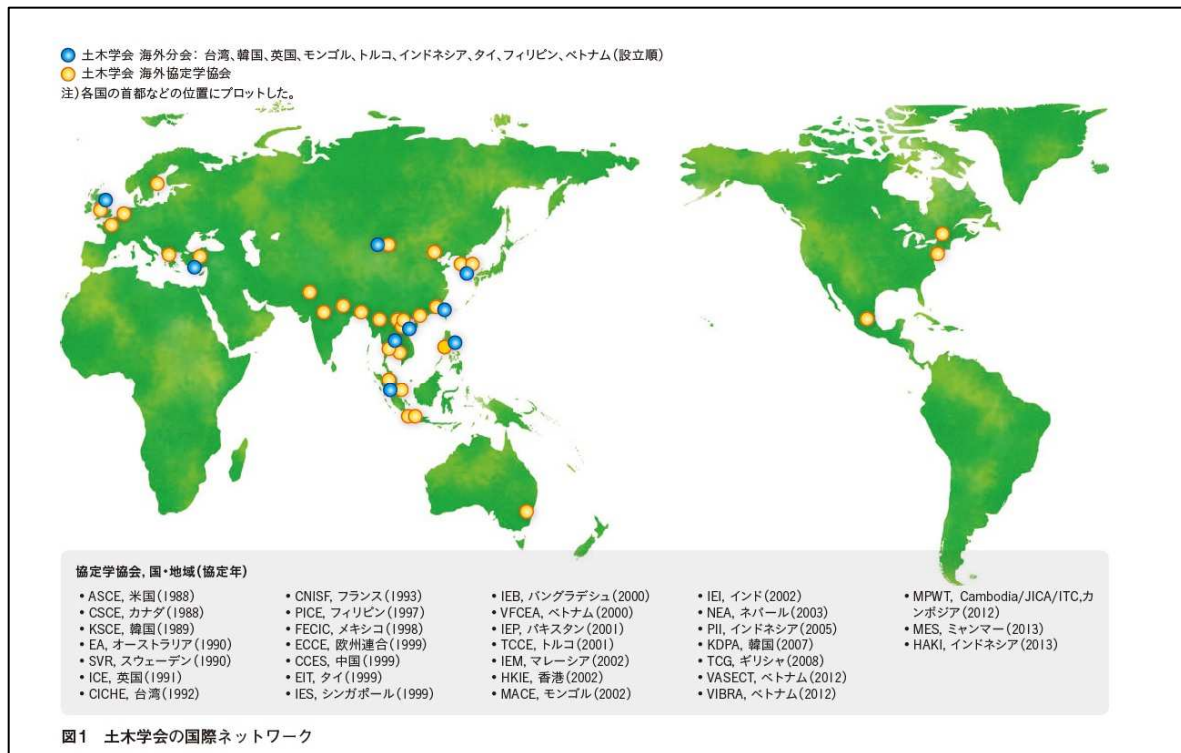 土木学会 海外分会: 台湾、韓国、英国、モンゴル、トルコ、インドネシア、タイ、フィリピン、ベトナム(設立順)
土木学会 海外協定学協会
注)各国の首都などの位置にプロットした。
協定学協会, 国・地域(協定年)
• ASCE, 米国(1988)
• CSCE, カナダ(1988)
• KSCE, 韓国(1989)
• EA, オーストラリア(1990)
• SVR, スウェーデン(1990)
• ICE, 英国(1991)
• CICHE, 台湾(1992)
• CNISF, フランス(1993)
• PICE, フィリピン(1997)
• FECIC, メキシコ(1998)
• ECCE, 欧州連合(1999)
• CCES, 中国(1999)
• EIT, タイ(1999)
• IES, シンガポール(1999)
• IEB, バングラデシュ(2000)
• VFCEA, ベトナム(2000)
• IEP, パキスタン(2001)
• TCCE, トルコ(2001)
• IEM, マレーシア(2002)
• HKIE, 香港(2002)
• MACE, モンゴル(2002)
• IEI, インド(2002)
• NEA, ネパール(2003)
• PII, インドネシア(2005)
• KDPA, 韓国(2007)
• TCG, ギリシャ(2008)
• VASECT, ベトナム(2012)
• VIBRA, ベトナム(2012)
• MPWT, Cambodia/JICA/ITC,カ
ンボジア(2012)
• MES, ミャンマー(2013)
• HAKI, インドネシア(2013)
図1 土木学会の国際ネットワーク